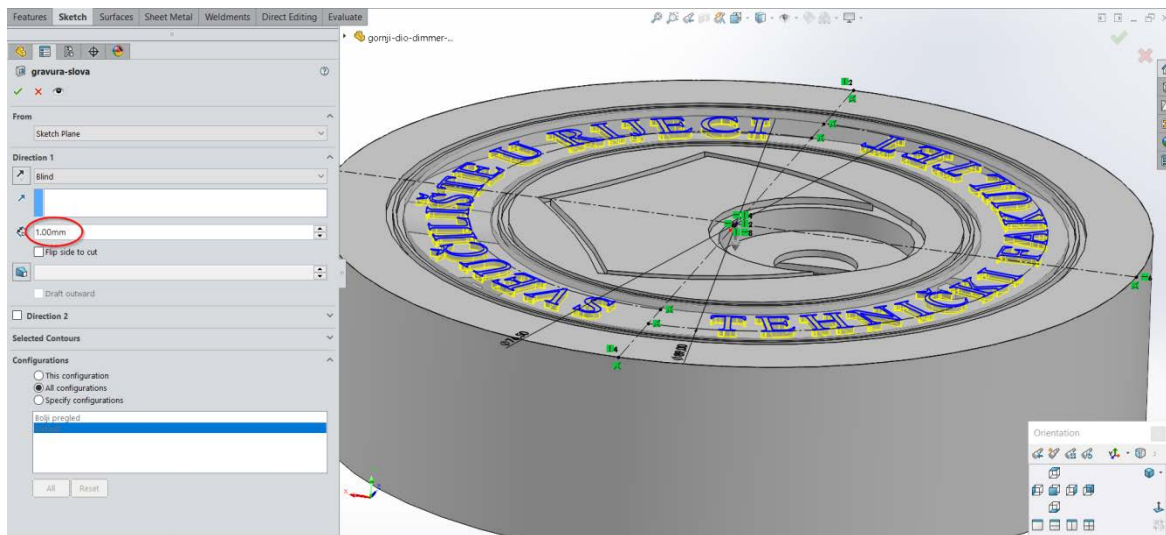 Features Sketch Surfaces Sheet Metal Weldments Direct Editing Evaluate
gornji-dio-dimmer-...
gravura-slova
From
Sketch Plane
Direction 1
Blind
1.00mm
Flip side to cut
Draft outward
Direction 2
Selected Contours
Configurations
This configuration
All configurations
Specify configurations
Bolji pregled
All Reset
SVEUČILIŠTE U RIJECI
TEHNIČKI FAKULTET
Orientation